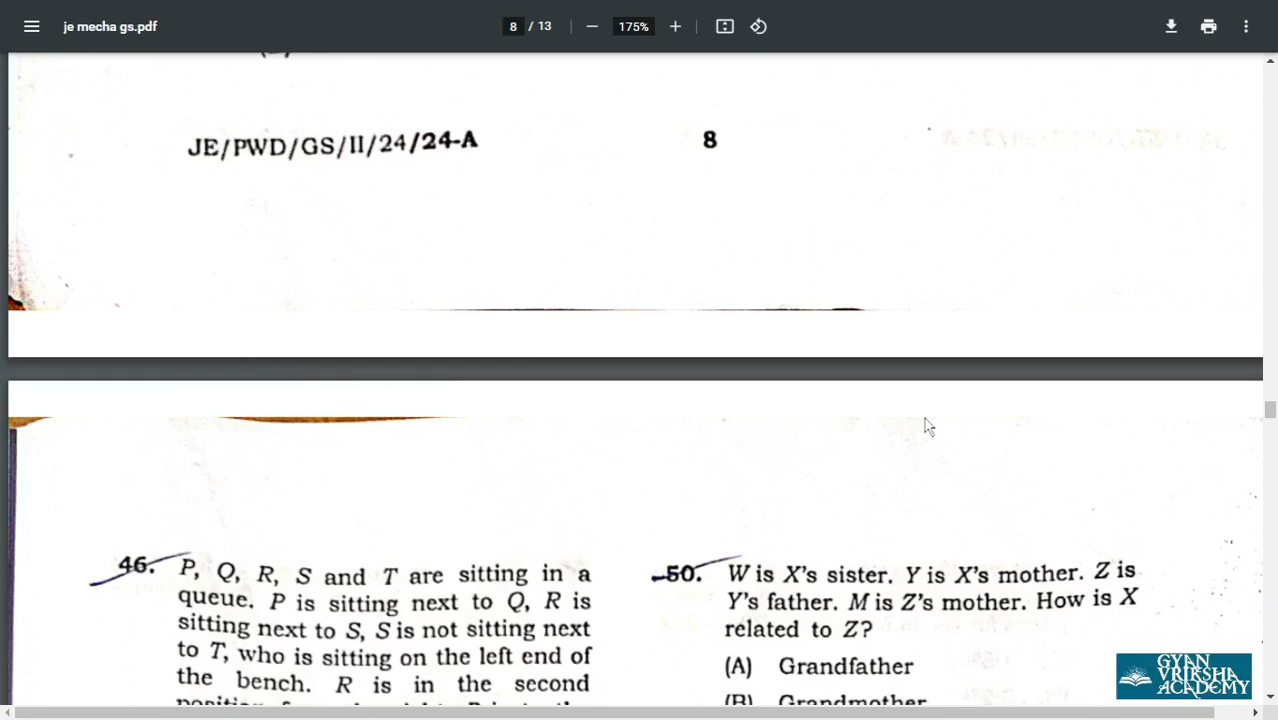 je mecha gs.pdf
8 / 13
175%
JE/PWD/GS/II/24/24-A
8
46. P, Q, R, S and T are sitting in a
queue. P is sitting next to Q, R is
sitting next to S, S is not sitting next
to T, who is sitting on the left end of
the bench. R is in the second
50. W is X's sister. Y is X's mother. Z is
Y's father. M is Z's mother. How is X
related to Z?
(A) Grandfather
(B) Grandmother
GYAN
VRIKSHA
ACADEMY